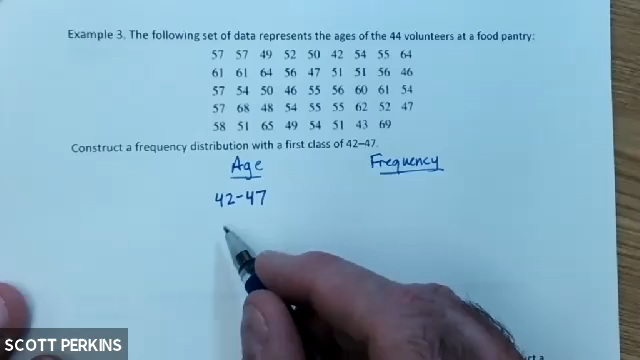 Example 3. The following set of data represents the ages of the 44 volunteers at a food pantry:
57 57 49 52 50 42 54 55 64
61 61 64 56 47 51 51 56 46
57 54 50 46 55 56 60 61 54
57 68 48 54 55 55 62 52 47
58 51 65 49 54 51 43 69
Construct a frequency distribution with a first class of 42–47.
Age Frequency
42-47
SCOTT PERKINS